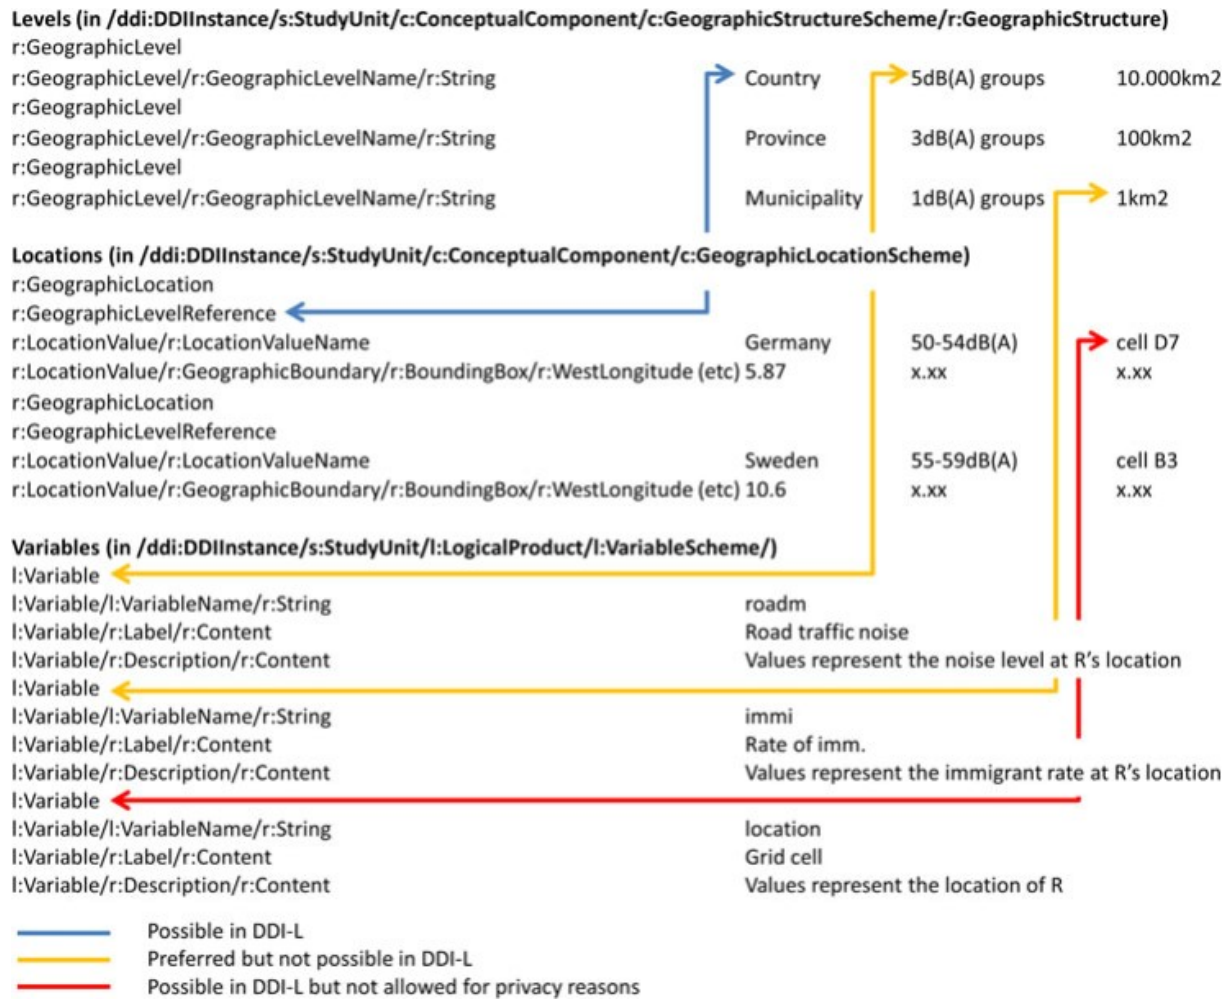 Levels (in /ddi:DDIInstance/s:StudyUnit/c:ConceptualComponent/c:GeographicStructureScheme/r:GeographicStructure)
r:GeographicLevel
r:GeographicLevel/r:GeographicLevelName/r:String Country 5dB(A) groups 10.000km2
r:GeographicLevel
r:GeographicLevel/r:GeographicLevelName/r:String Province 3dB(A) groups 100km2
r:GeographicLevel
r:GeographicLevel/r:GeographicLevelName/r:String Municipality 1dB(A) groups 1km2
Locations (in /ddi:DDIInstance/s:StudyUnit/c:ConceptualComponent/c:GeographicLocationScheme)
r:GeographicLocation
r:GeographicLevelReference
r:LocationValue/r:LocationValueName Germany 50-54dB(A) cell D7
r:LocationValue/r:GeographicBoundary/r:BoundingBox/r:WestLongitude (etc) 5.87 x.xx x.xx
r:GeographicLocation
r:GeographicLevelReference
r:LocationValue/r:LocationValueName Sweden 55-59dB(A) cell B3
r:LocationValue/r:GeographicBoundary/r:BoundingBox/r:WestLongitude (etc) 10.6 x.xx x.xx
Variables (in /ddi:DDIInstance/s:StudyUnit/l:LogicalProduct/l:VariableScheme/)
l:Variable
l:Variable/l:VariableName/r:String roadm
l:Variable/r:Label/r:Content Road traffic noise
l:Variable/r:Description/r:Content Values represent the noise level at R's location
l:Variable
l:Variable/l:VariableName/r:String immi
l:Variable/r:Label/r:Content Rate of imm.
l:Variable/r:Description/r:Content Values represent the immigrant rate at R's location
l:Variable
l:Variable/l:VariableName/r:String location
l:Variable/r:Label/r:Content Grid cell
l:Variable/r:Description/r:Content Values represent the location of R
Possible in DDI-L
Preferred but not possible in DDI-L
Possible in DDI-L but not allowed for privacy reasons